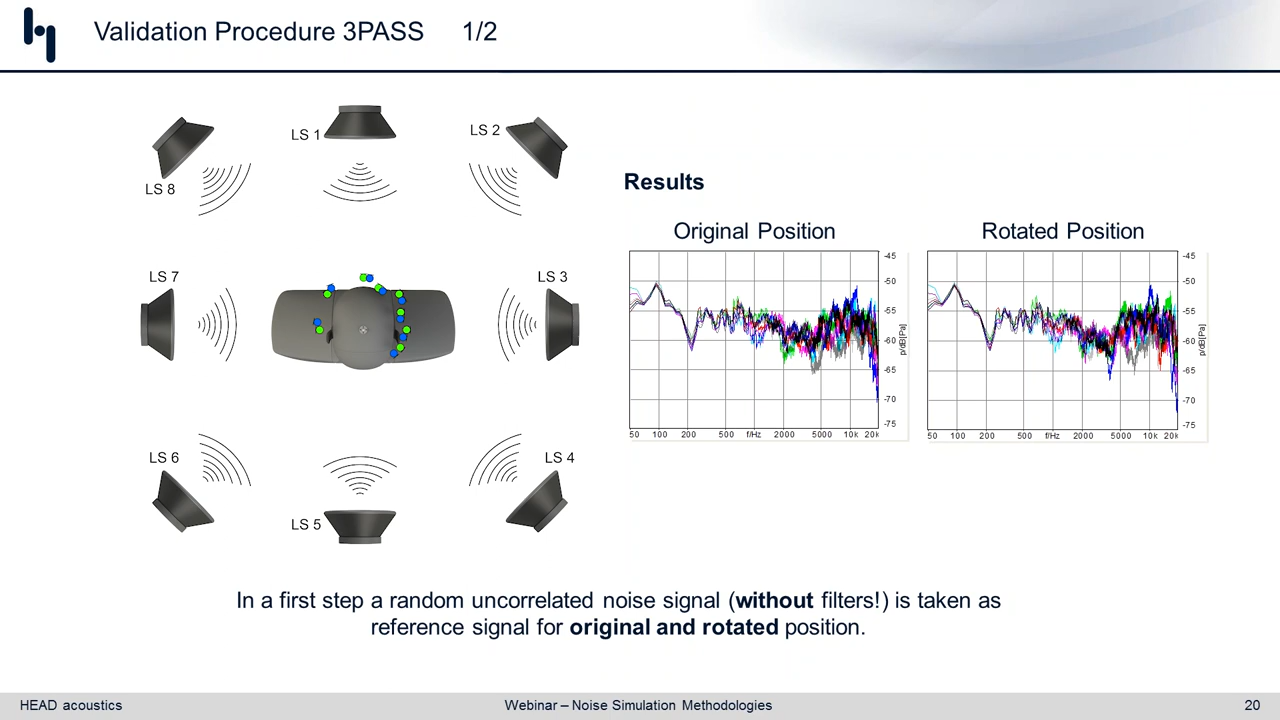 Validation Procedure 3PASS 1/2
LS 1
LS 2
LS 8
LS 7
LS 3
LS 6
LS 4
LS 5
Results
Original Position
-45
-50
-55
-60
-65
-70
-75
p/dB[Pa]
50 100 200 500 f/Hz 2000 5000 10k 20k
Rotated Position
-45
-50
-55
-60
-65
-70
-75
p/dB[Pa]
50 100 200 500 f/Hz 2000 5000 10k 20k
In a first step a random uncorrelated noise signal (without filters!) is taken as
reference signal for original and rotated position.
HEAD acoustics
Webinar – Noise Simulation Methodologies
20